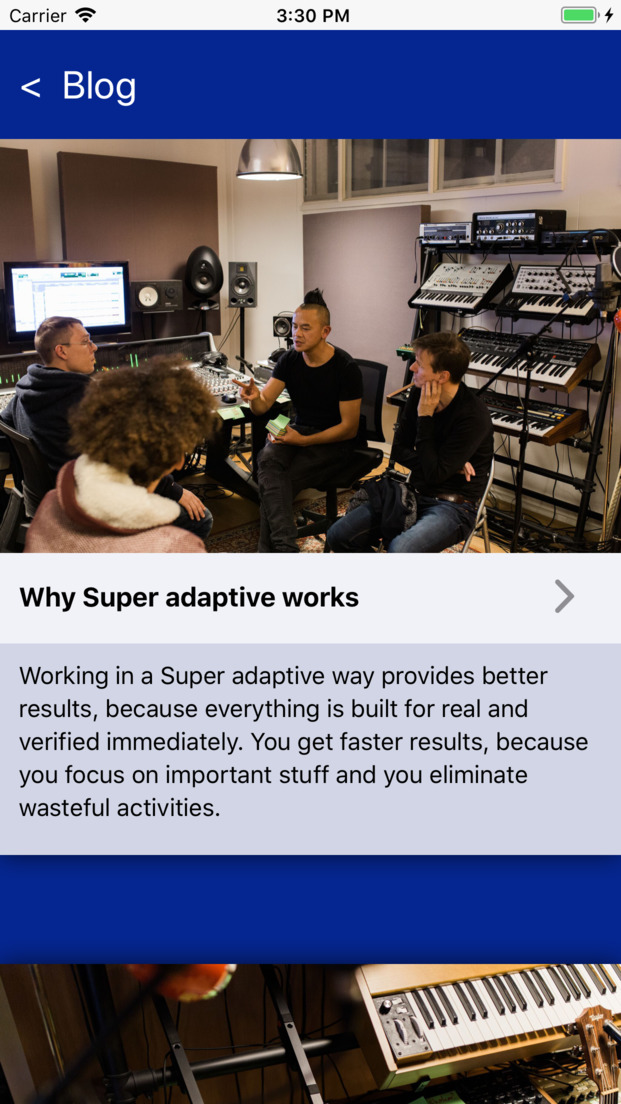 Carrier 3:30 PM
< Blog
Why Super adaptive works
Working in a Super adaptive way provides better
results, because everything is built for real and
verified immediately. You get faster results, because
you focus on important stuff and you eliminate
wasteful activities.